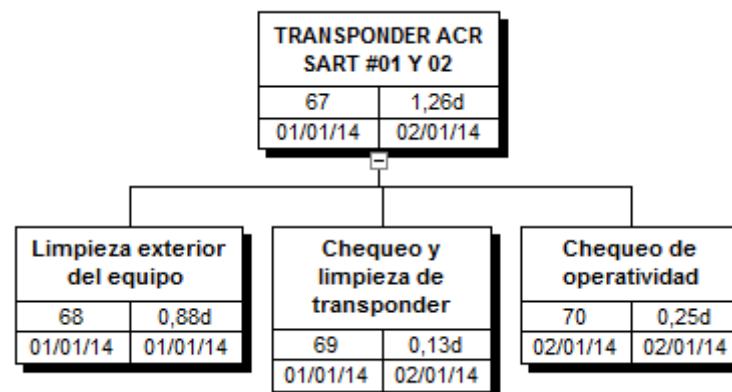 TRANSPONDER ACR
SART #01 Y 02
67 1,26d
01/01/14 02/01/14
Limpieza exterior
del equipo
68 0,88d
01/01/14 01/01/14
Chequeo y
limpieza de
transponder
69 0,13d
01/01/14 02/01/14
Chequeo de
operatividad
70 0,25d
02/01/14 02/01/14